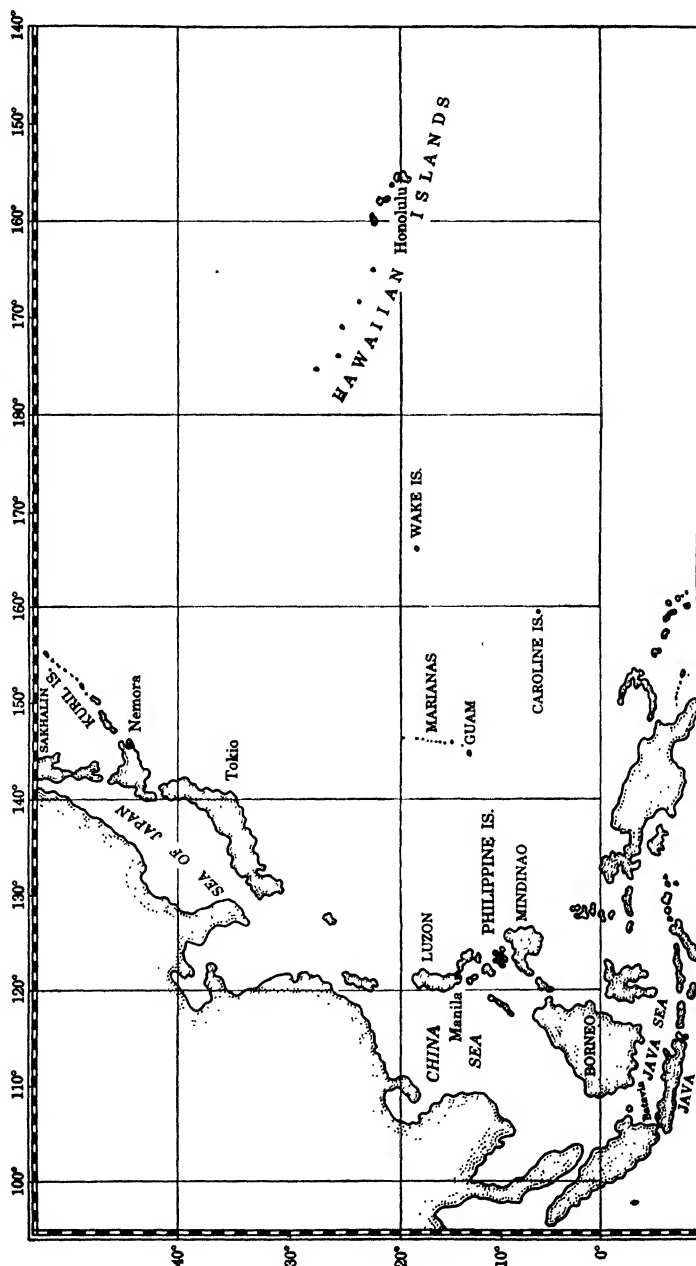 100°
110°
120°
130°
140°
150°
160°
170°
180°
170°
160°
150°
140°
SAKHALIN
KURIL IS.
Nemora
SEA OF JAPAN
Tokio
40°
30°
HAWAIIAN ISLANDS
Honolulu
20°
WAKE IS.
MARIANAS
GUAM
LUZON
CHINA SEA
Manila
PHILIPPINE IS.
10°
MINDINAO
CAROLINE IS.
BORNEO
0°
Batavia
JAVA SEA
JAVA